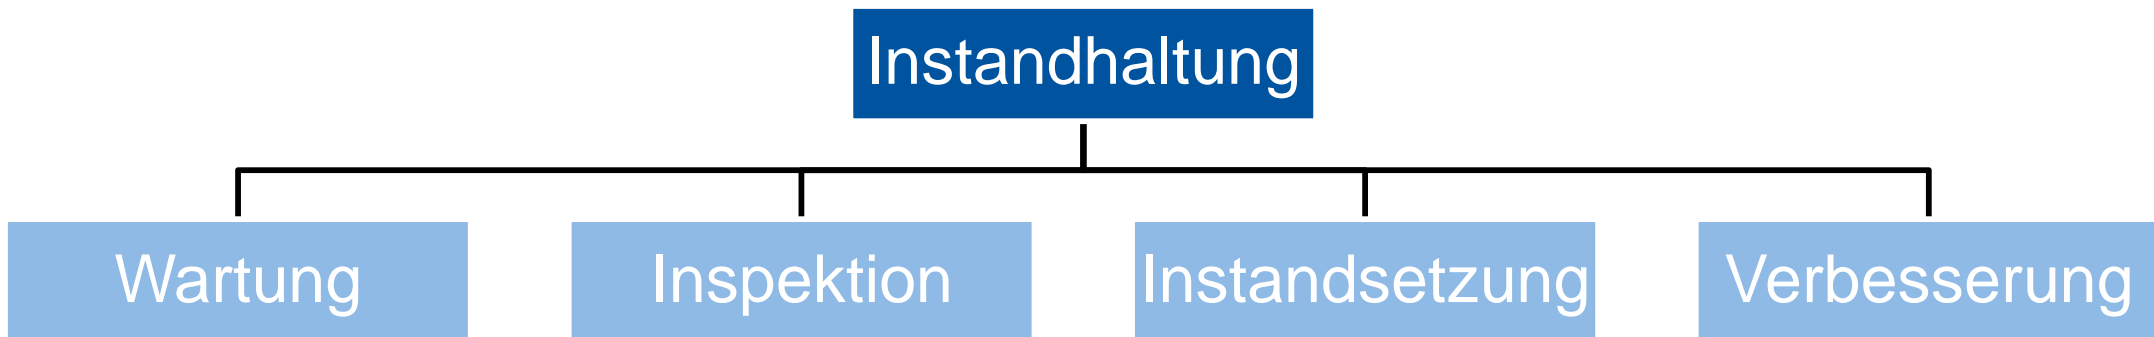 Instandhaltung
Wartung
Inspektion
Instandsetzung
Verbesserung